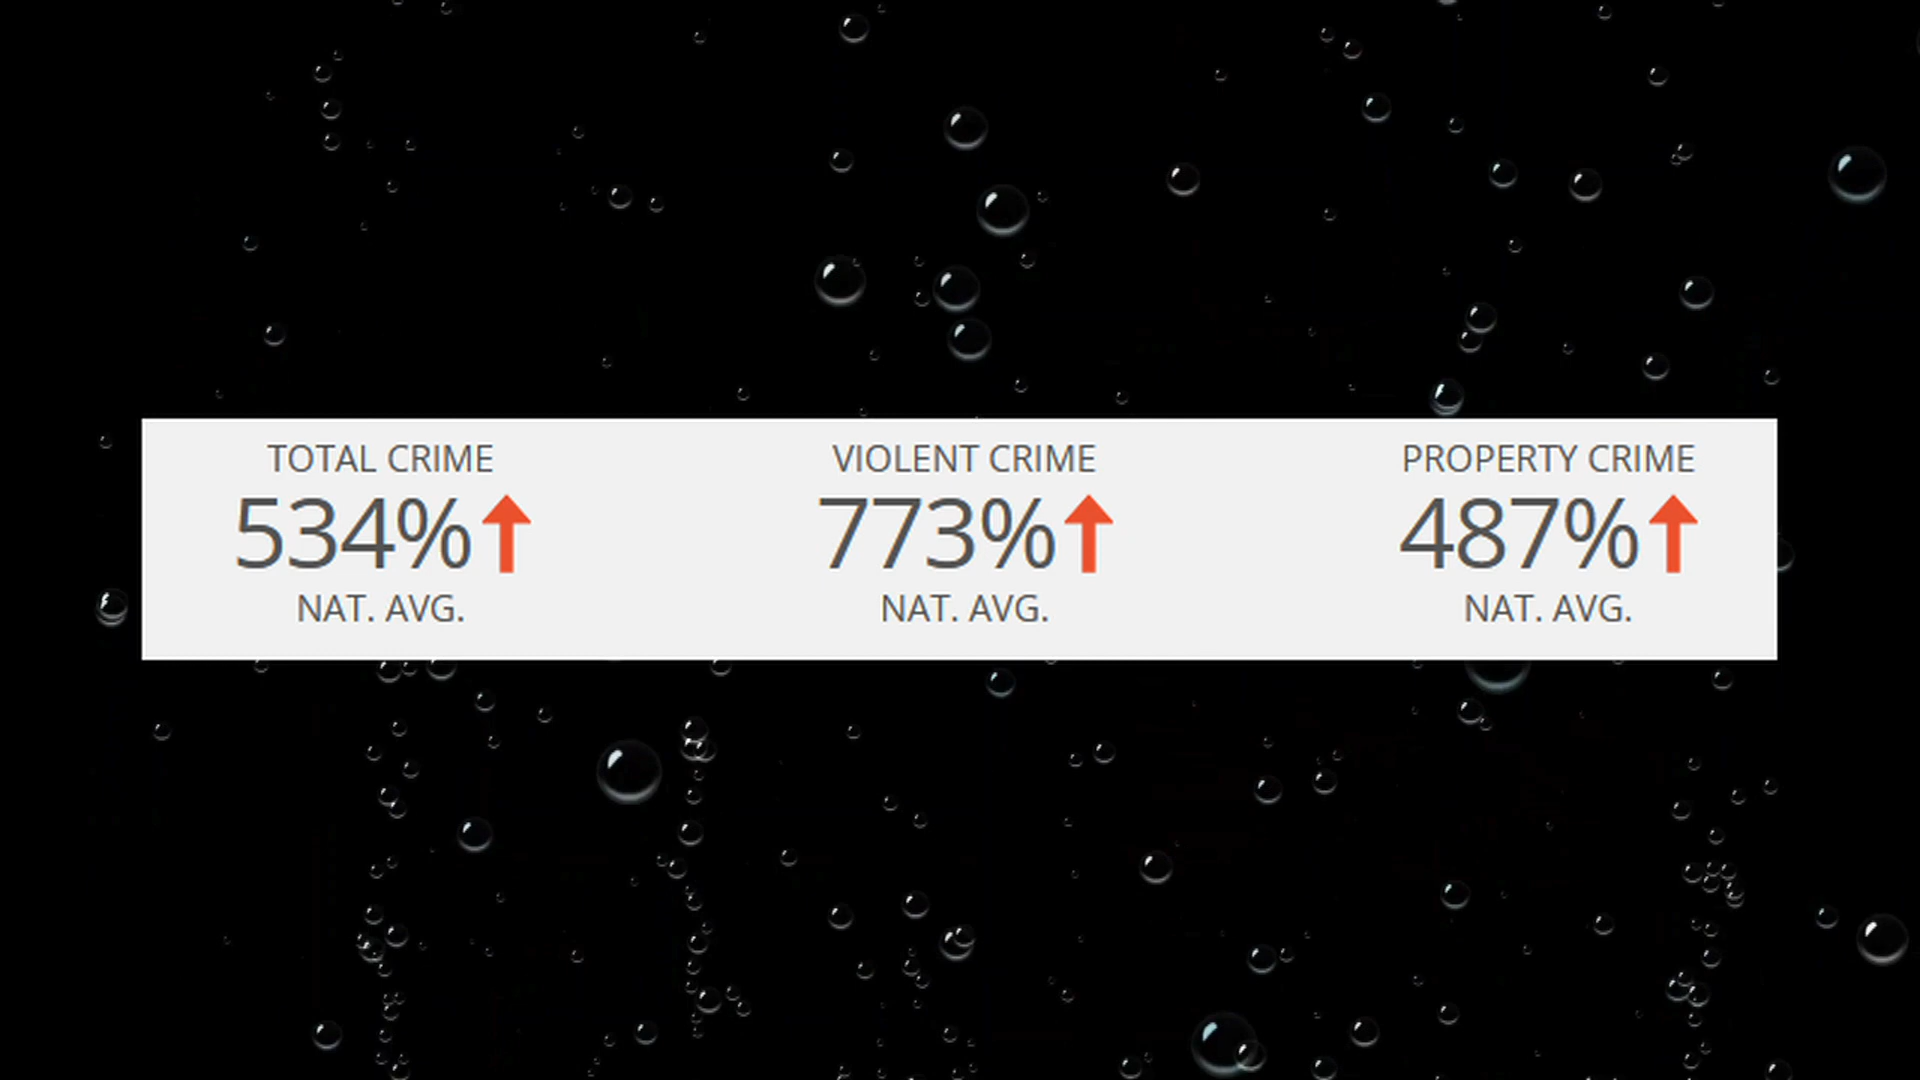 TOTAL CRIME
534%
NAT. AVG.
VIOLENT CRIME
773%
NAT. AVG.
PROPERTY CRIME
487%
NAT. AVG.